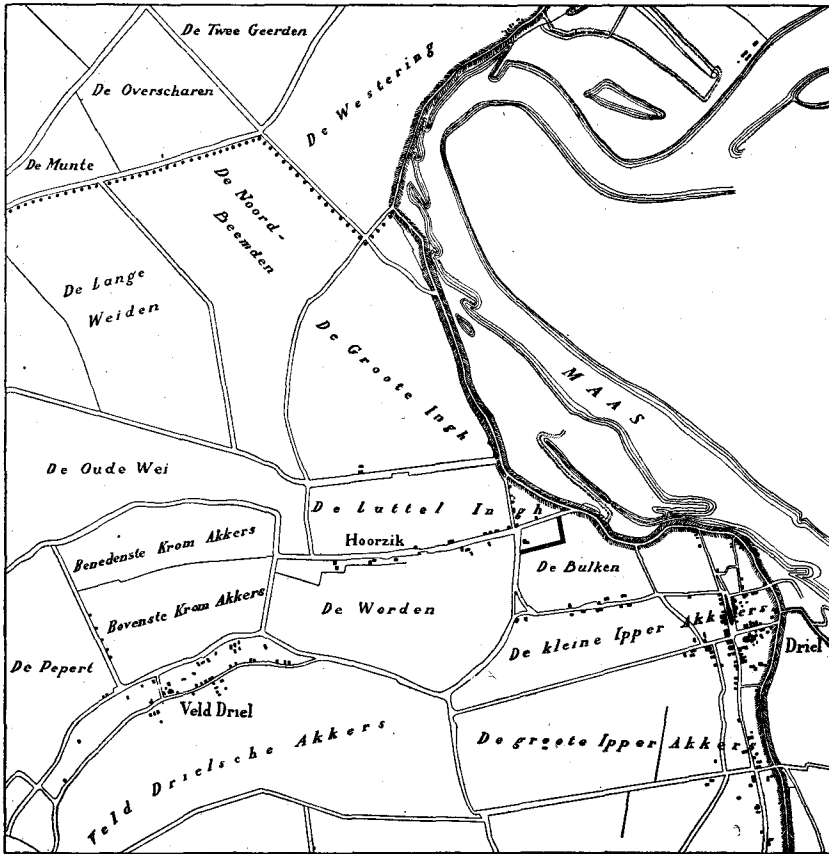 De Twee Geerden
De Westering
De Overscharen
De Munte
De Noord-
Beemden
De Lange
Weiden
De Groote Ingh
MAAS
De Oude Wei
De Luttel Ingh
Hoorzik
Benedenste Krom Akkers
De Bulken
Bovenste Krom Akkers
De Worden
De kleine Ipper Akkers
De Pepert
Driel
Veld Driel
De groote Ipper Akkers
Veld Drielsche Akkers